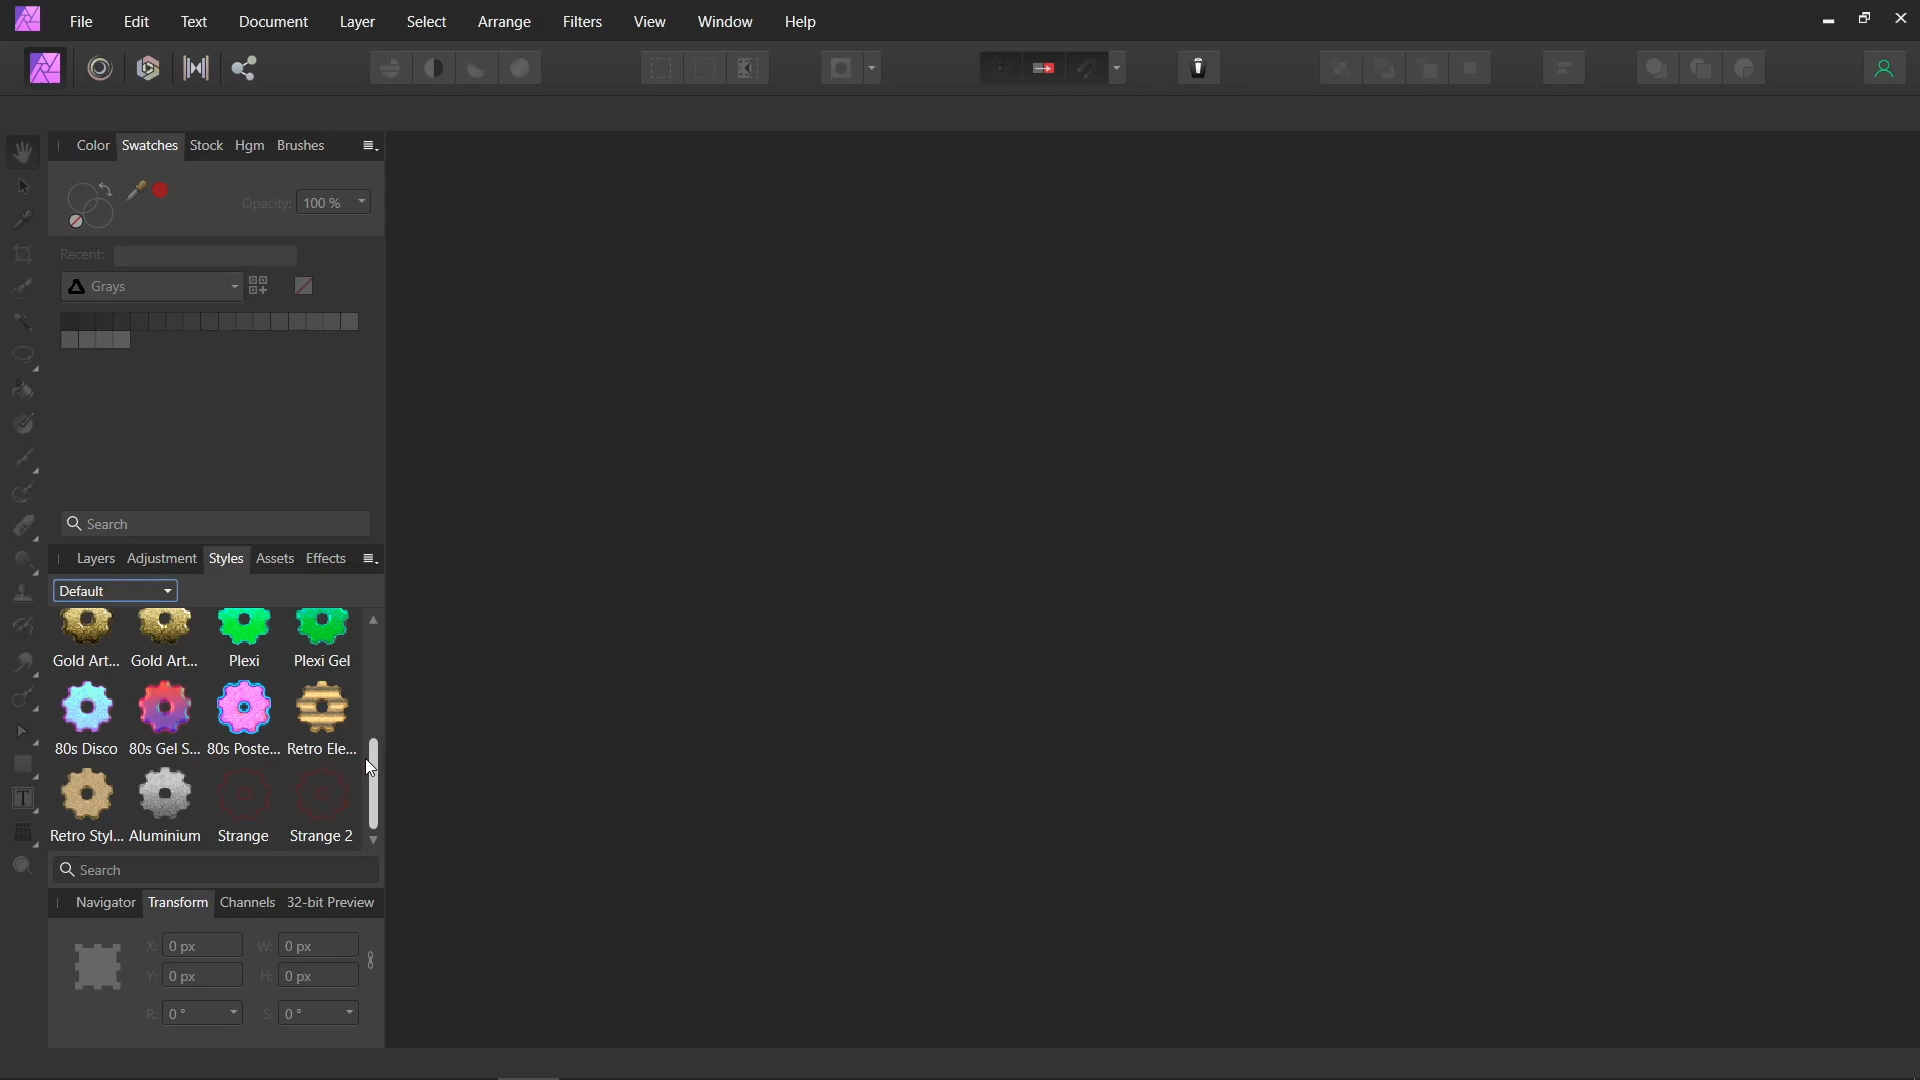 File Edit Text Document Layer Select Arrange Filters View Window Help
Color Swatches Stock Hgm Brushes
Opacity: 100 %
Recent:
Grays
Search
Layers Adjustment Styles Assets Effects
Default
Gold Art... Gold Art... Plexi Plexi Gel
80s Disco 80s Gel S... 80s Poste... Retro Ele...
Retro Styl... Aluminium Strange Strange 2
Search
Navigator Transform Channels 32-bit Preview
X: 0 px W: 0 px
Y: 0 px H: 0 px
R: 0 ° S: 0 °